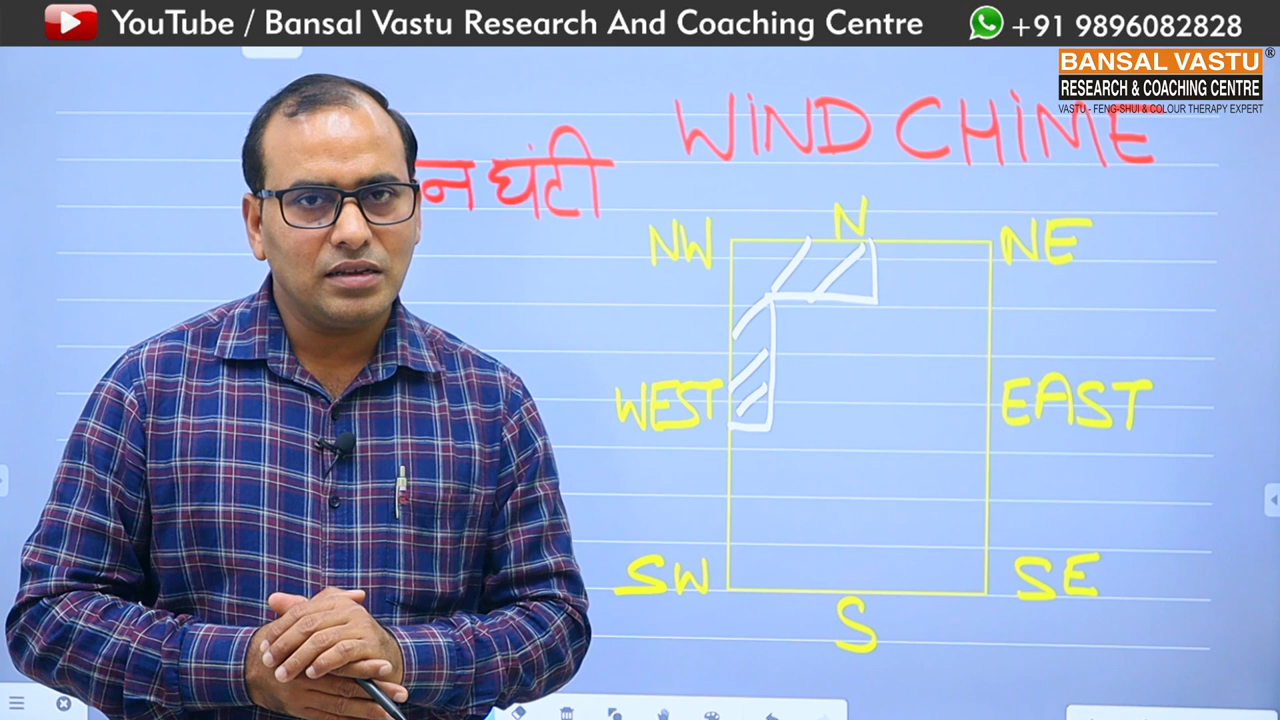 YouTube / Bansal Vastu Research And Coaching Centre +91 9896082828
BANSAL VASTU ®
RESEARCH & COACHING CENTRE
VASTU - FENG-SHUI & COLOUR THERAPY EXPERT
WIND CHIME
न घंटी
NW N NE
WEST EAST
SW SE
S